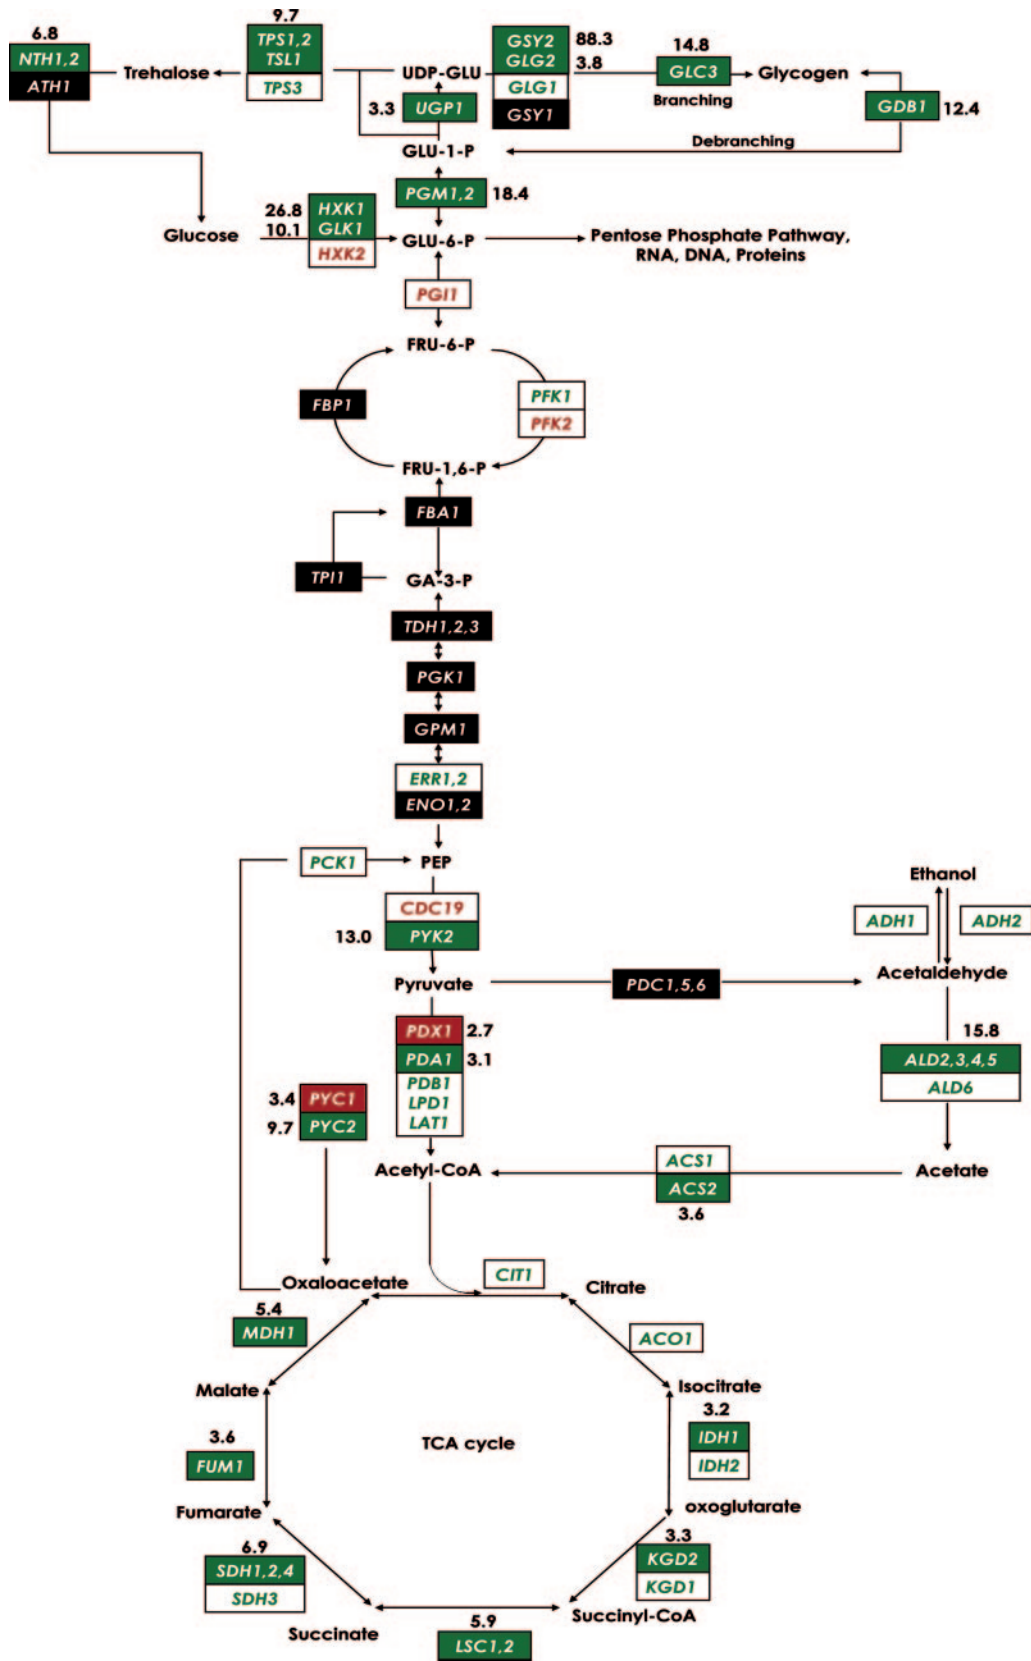 6.8
NTH1,2
ATH1
Trehalose
9.7
TPS1,2
TSL1
TPS3
UDP-GLU
3.3
UGP1
GSY2
GLG2
GLG1
GSY1
88.3
3.8
14.8
GLC3
Branching
Glycogen
GDB1
12.4
Debranching
GLU-1-P
PGM1,2
18.4
Glucose
26.8
10.1
HXK1
GLK1
HXK2
GLU-6-P
Pentose Phosphate Pathway,
RNA, DNA, Proteins
PGI1
FRU-6-P
FBP1
PFK1
PFK2
FRU-1,6-P
FBA1
TPI1
GA-3-P
TDH1,2,3
PGK1
GPM1
ERR1,2
ENO1,2
PCK1
PEP
CDC19
13.0
PYK2
Pyruvate
PDC1,5,6
Ethanol
ADH1
ADH2
Acetaldehyde
15.8
ALD2,3,4,5
ALD6
Acetate
PDX1
2.7
PDA1
3.1
PDB1
LPD1
LAT1
3.4
PYC1
9.7
PYC2
Acetyl-CoA
ACS1
ACS2
3.6
Oxaloacetate
CIT1
Citrate
5.4
MDH1
ACO1
Malate
Isocitrate
3.6
FUM1
TCA cycle
3.2
IDH1
IDH2
Fumarate
oxoglutarate
6.9
SDH1,2,4
SDH3
3.3
KGD2
KGD1
Succinate
Succinyl-CoA
5.9
LSC1,2